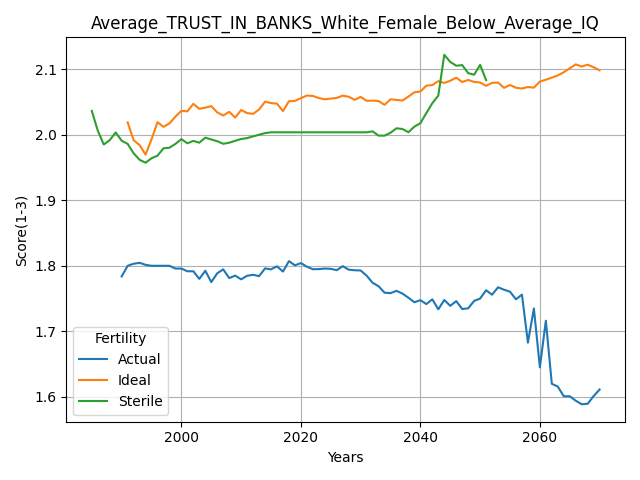 Average_TRUST_IN_BANKS_White_Female_Below_Average_IQ
Score(1-3)
2.1
2.0
1.9
1.8
1.7
1.6
Fertility
Actual
Ideal
Sterile
2000 2020 2040 2060
Years